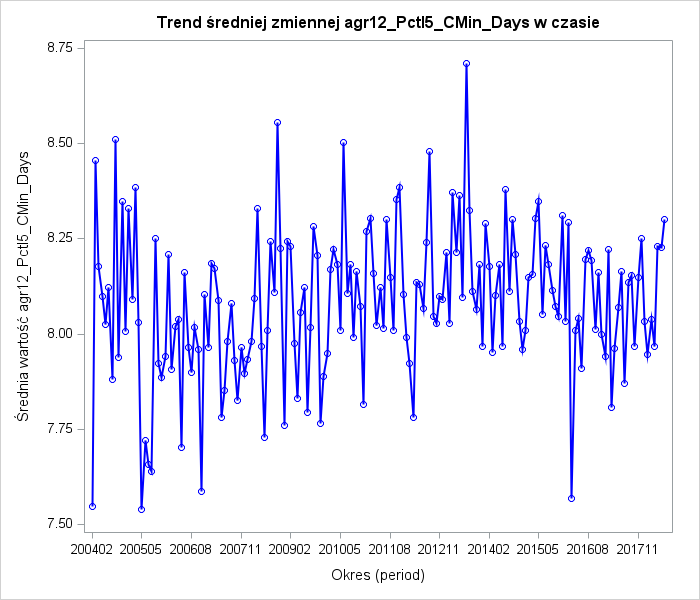 Trend średniej zmiennej agr12_Pctl5_CMin_Days w czasie
Średnia wartość agr12_Pctl5_CMin_Days
8.75
8.50
8.25
8.00
7.75
7.50
200402 200505 200608 200711 200902 201005 201108 201211 201402 201505 201608 201711
Okres (period)